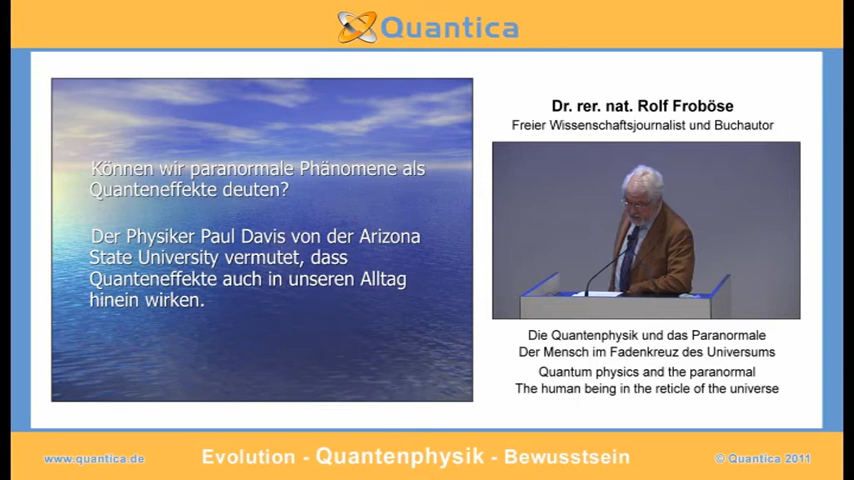 Quantica
Können wir paranormale Phänomene als
Quanteneffekte deuten?
Der Physiker Paul Davis von der Arizona
State University vermutet, dass
Quanteneffekte auch in unseren Alltag
hinein wirken.
Dr. rer. nat. Rolf Froböse
Freier Wissenschaftsjournalist und Buchautor
Die Quantenphysik und das Paranormale
Der Mensch im Fadenkreuz des Universums
Quantum physics and the paranormal
The human being in the reticle of the universe
www.quantica.de
Evolution - Quantenphysik - Bewusstsein
© Quantica 2011